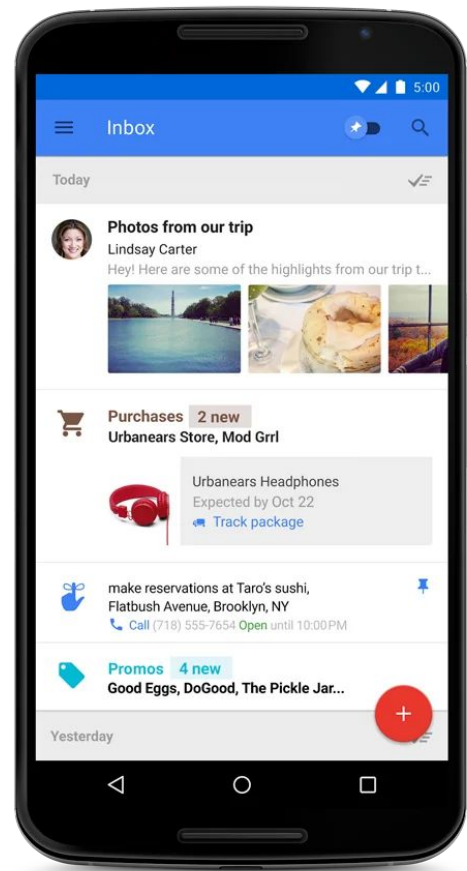 5:00
Inbox
Today
Photos from our trip
Lindsay Carter
Hey! Here are some of the highlights from our trip t...
Purchases 2 new
Urbanears Store, Mod Grrl
Urbanears Headphones
Expected by Oct 22
Track package
make reservations at Taro's sushi,
Flatbush Avenue, Brooklyn, NY
Call (718) 555-7654 Open until 10:00PM
Promos 4 new
Good Eggs, DoGood, The Pickle Jar...
Yesterday